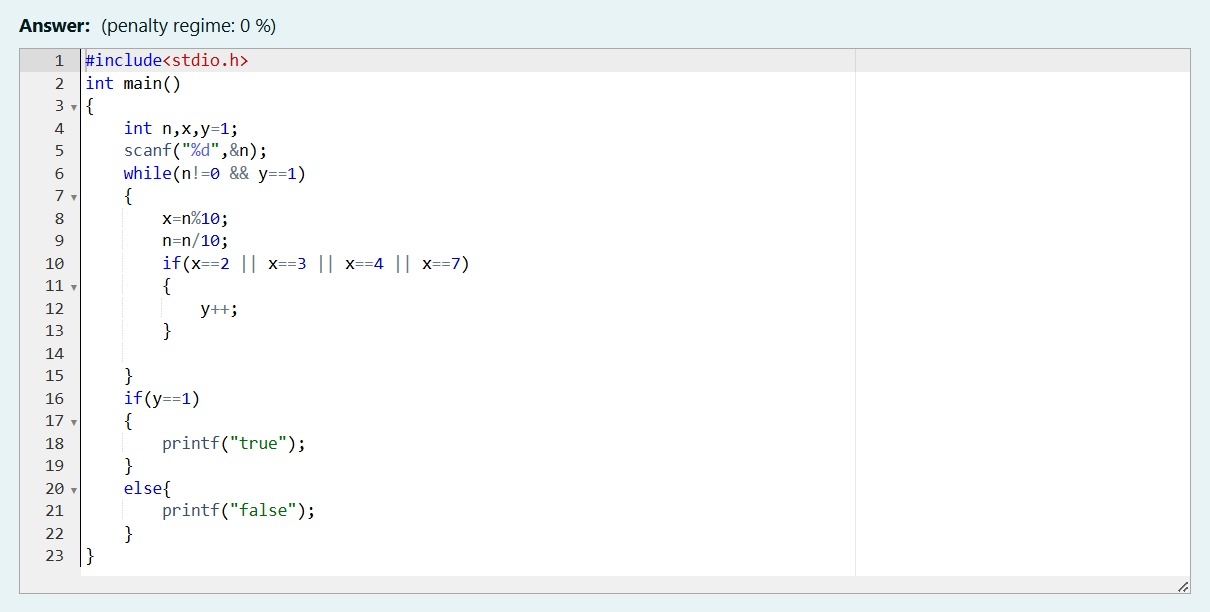 Answer: (penalty regime: 0 %)
1 #include<stdio.h>
2 int main()
3 {
4     int n,x,y=1;
5     scanf("%d",&n);
6     while(n!=0 && y==1)
7     {
8         x=n%10;
9         n=n/10;
10         if(x==2 || x==3 || x==4 || x==7)
11         {
12             y++;
13         }
14
15     }
16     if(y==1)
17     {
18         printf("true");
19     }
20     else{
21         printf("false");
22     }
23 }